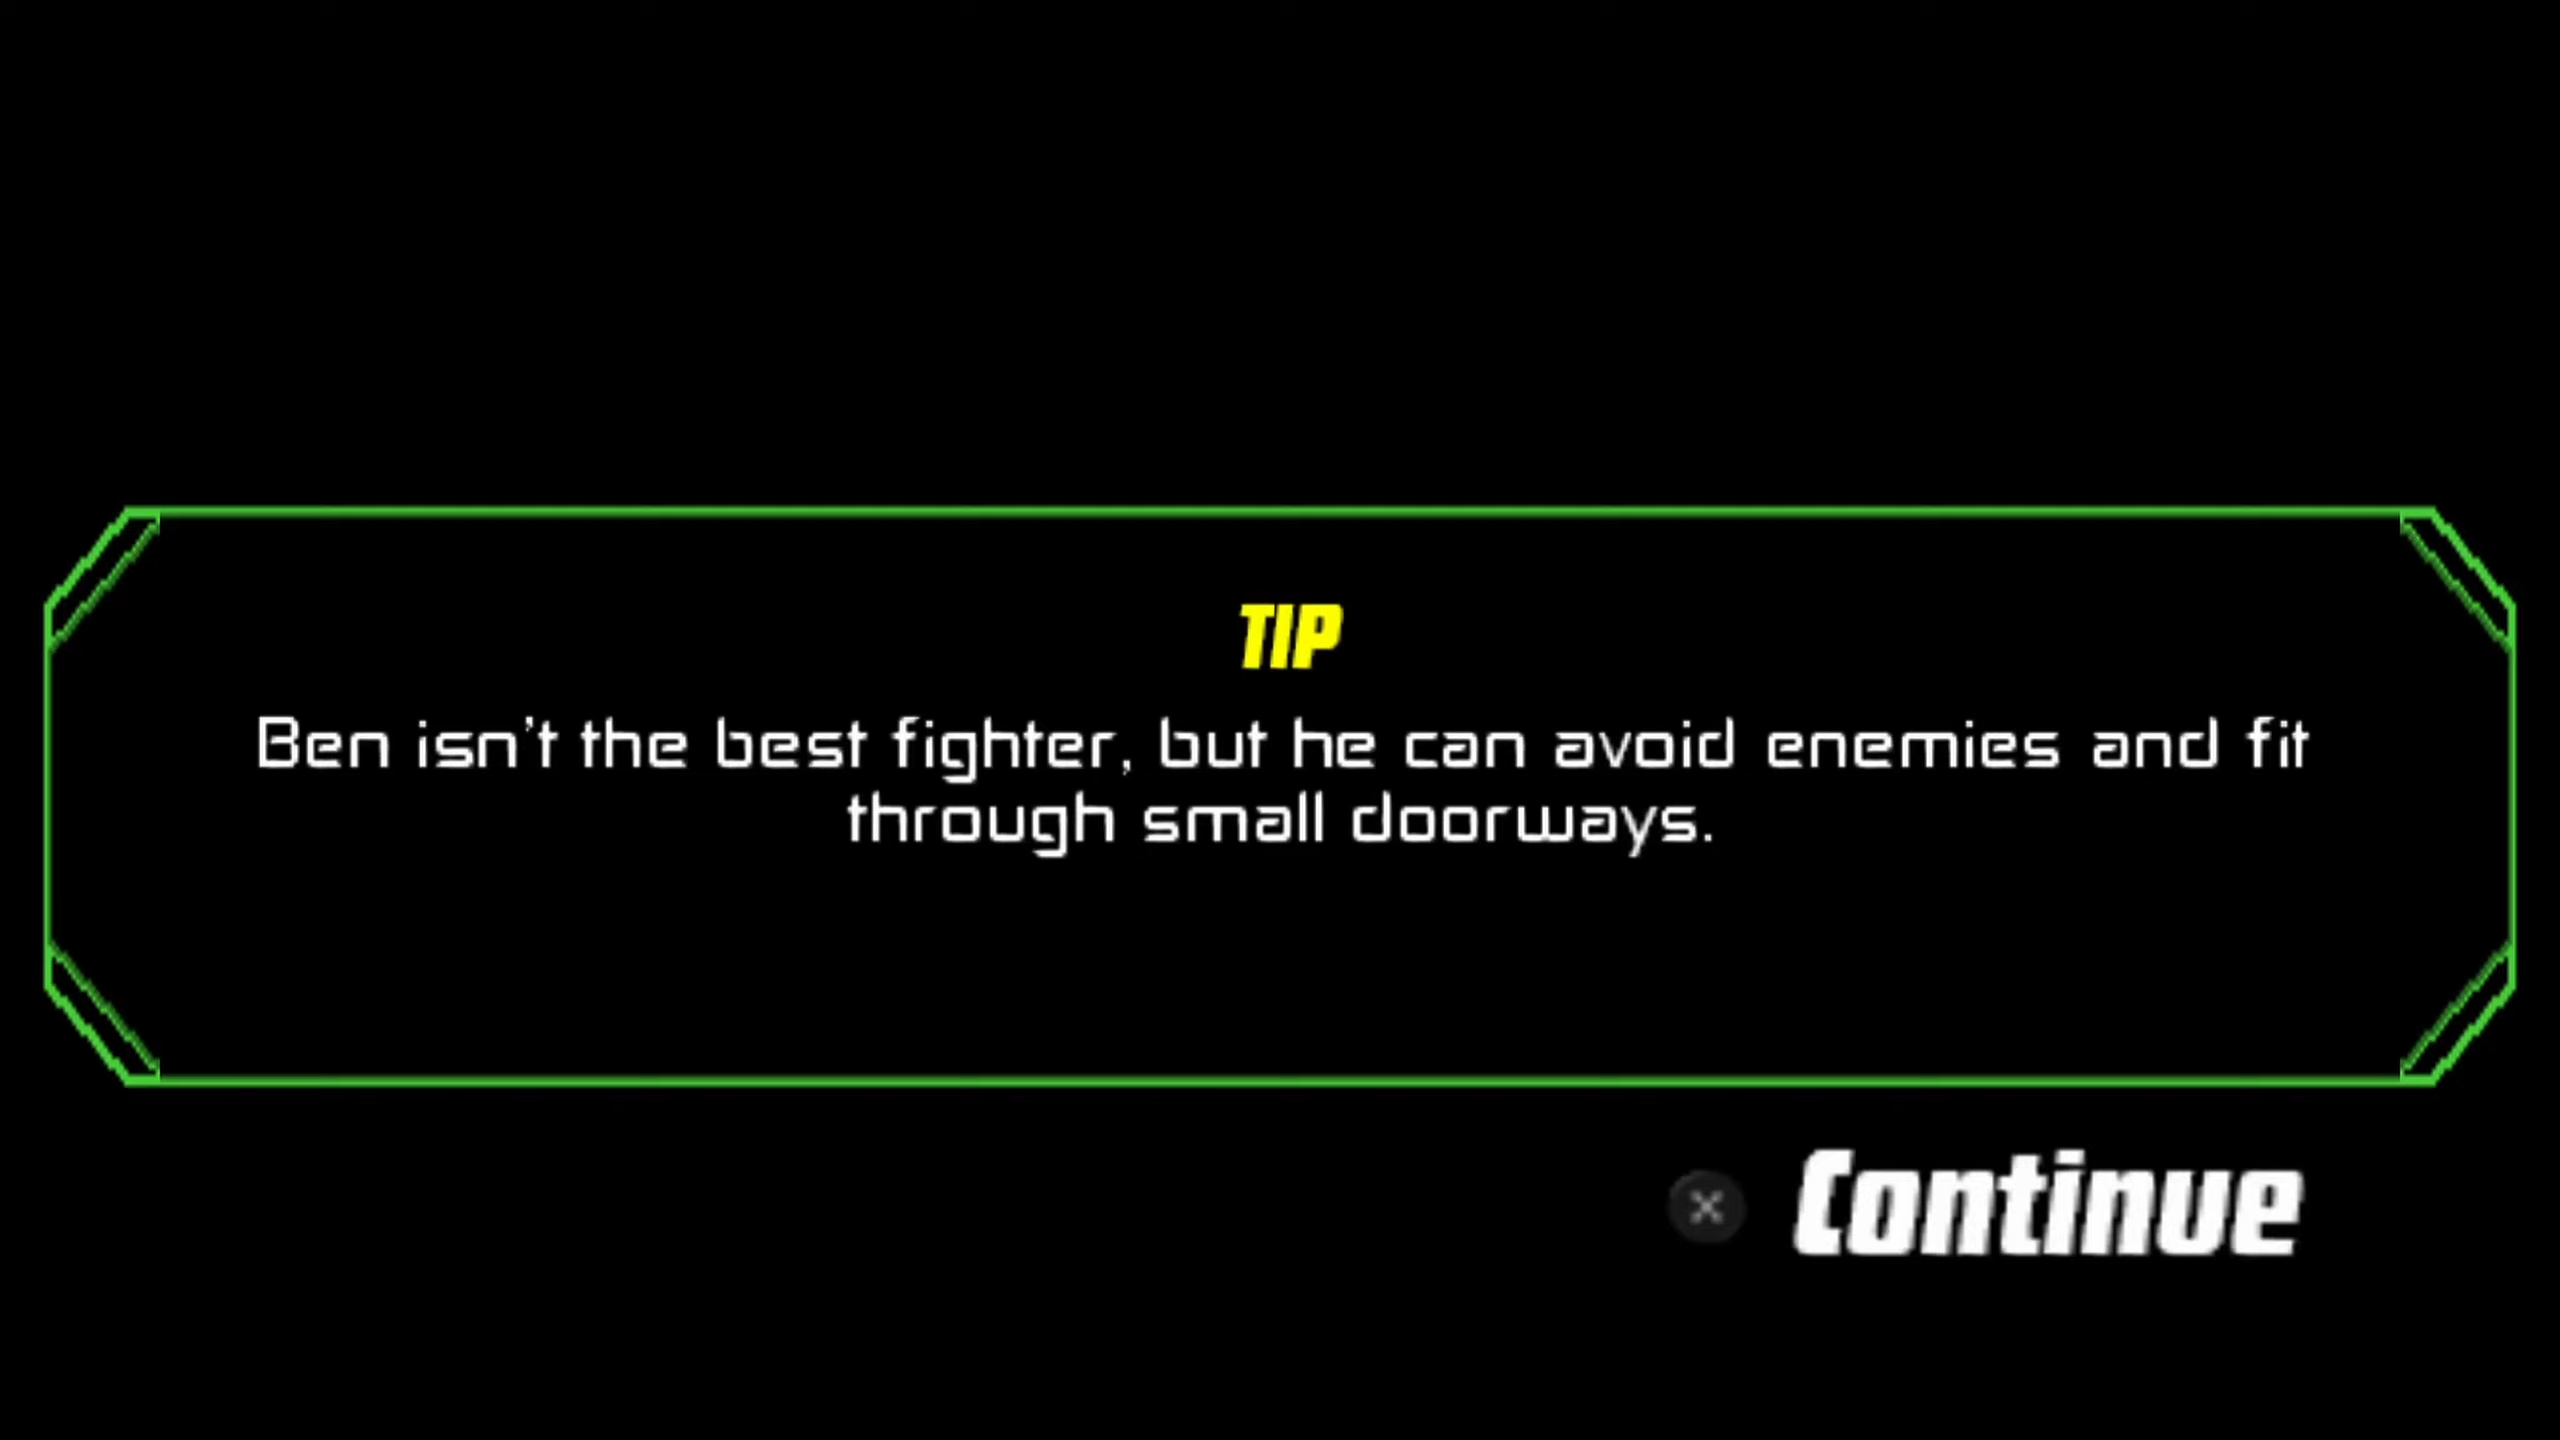 TIP
Ben isn't the best fighter, but he can avoid enemies and fit
through small doorways.
Continue